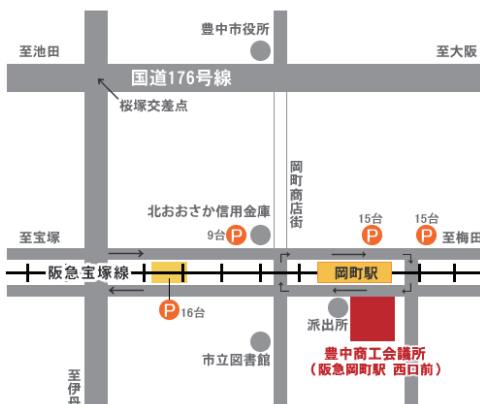 豊中市役所
至池田
至大阪
国道176号線
桜塚交差点
岡町商店街
北おおさか信用金庫
9台 P
15台
P
15台
P
至宝塚
至梅田
阪急宝塚線
岡町駅
P 16台
派出所
市立図書館
豊中商工会議所
(阪急岡町駅 西口前)
至伊丹